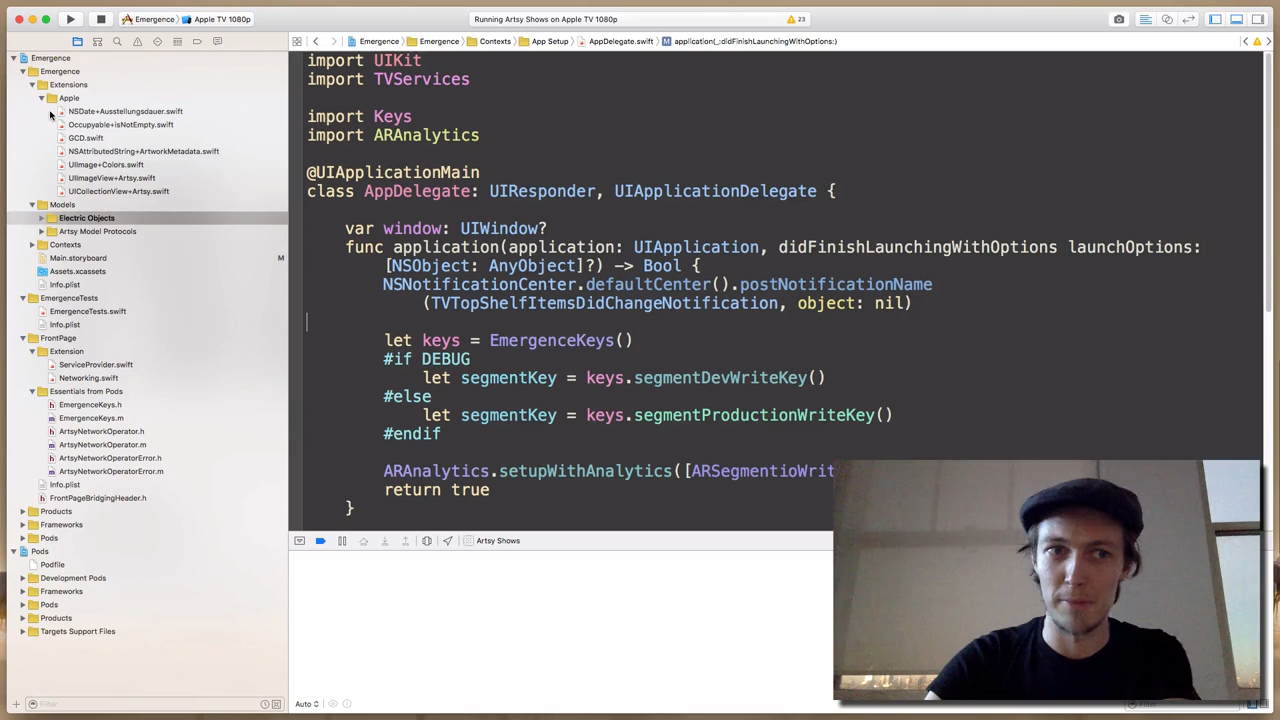 Emergence
Apple TV 1080p
Running Artsy Shows on Apple TV 1080p
23
Emergence
Emergence
Contexts
App Setup
AppDelegate.swift
M
application(_:didFinishLaunchingWithOptions:)
Emergence
Emergence
Extensions
Apple
NSDate+Ausstellungsdauer.swift
Occupyable+isNotEmpty.swift
GCD.swift
NSAttributedString+ArtworkMetadata.swift
UIImage+Colors.swift
UIImageView+Artsy.swift
UICollectionView+Artsy.swift
Models
Electric Objects
Artsy Model Protocols
Contexts
Main.storyboard M
Assets.xcassets
Info.plist
EmergenceTests
EmergenceTests.swift
Info.plist
FrontPage
Extension
ServiceProvider.swift
Networking.swift
Essentials from Pods
EmergenceKeys.h
EmergenceKeys.m
ArtsyNetworkOperator.h
ArtsyNetworkOperator.m
ArtsyNetworkOperatorError.h
ArtsyNetworkOperatorError.m
Info.plist
FrontPageBridgingHeader.h
Products
Frameworks
Pods
Pods
Podfile
Development Pods
Frameworks
Pods
Products
Targets Support Files
Filter
import UIKit
import TVServices
import Keys
import ARAnalytics
@UIApplicationMain
class AppDelegate: UIResponder, UIApplicationDelegate {
var window: UIWindow?
func application(application: UIApplication, didFinishLaunchingWithOptions launchOptions:
[NSObject: AnyObject]?) -> Bool {
NSNotificationCenter.defaultCenter().postNotificationName
(TVTopShelfItemsDidChangeNotification, object: nil)
let keys = EmergenceKeys()
#if DEBUG
let segmentKey = keys.segmentDevWriteKey()
#else
let segmentKey = keys.segmentProductionWriteKey()
#endif
ARAnalytics.setupWithAnalytics([ARSegmentioWrit
return true
}
Artsy Shows
Auto
Filter